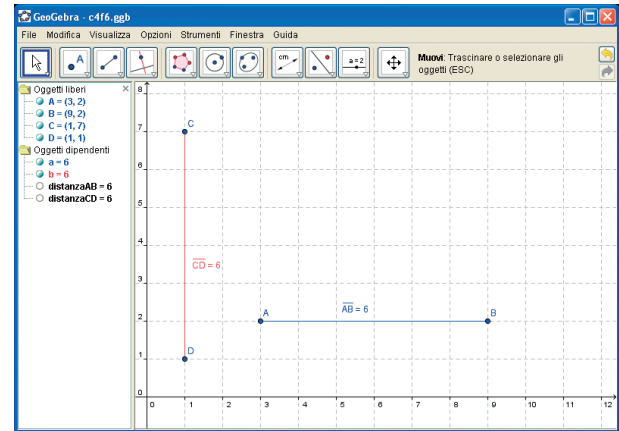 GeoGebra - c4f6.ggb
File Modifica Visualizza Opzioni Strumenti Finestra Guida
A
cm
a=2
Muovi: Trascinare o selezionare gli
oggetti (ESC)
Oggetti liberi
A = (3, 2)
B = (9, 2)
C = (1, 7)
D = (1, 1)
Oggetti dipendenti
a = 6
b = 6
distanzaAB = 6
distanzaCD = 6
8
7
6
5
4
3
2
1
0
C
CD = 6
D
A
AB = 6
B
0 1 2 3 4 5 6 7 8 9 10 11 12